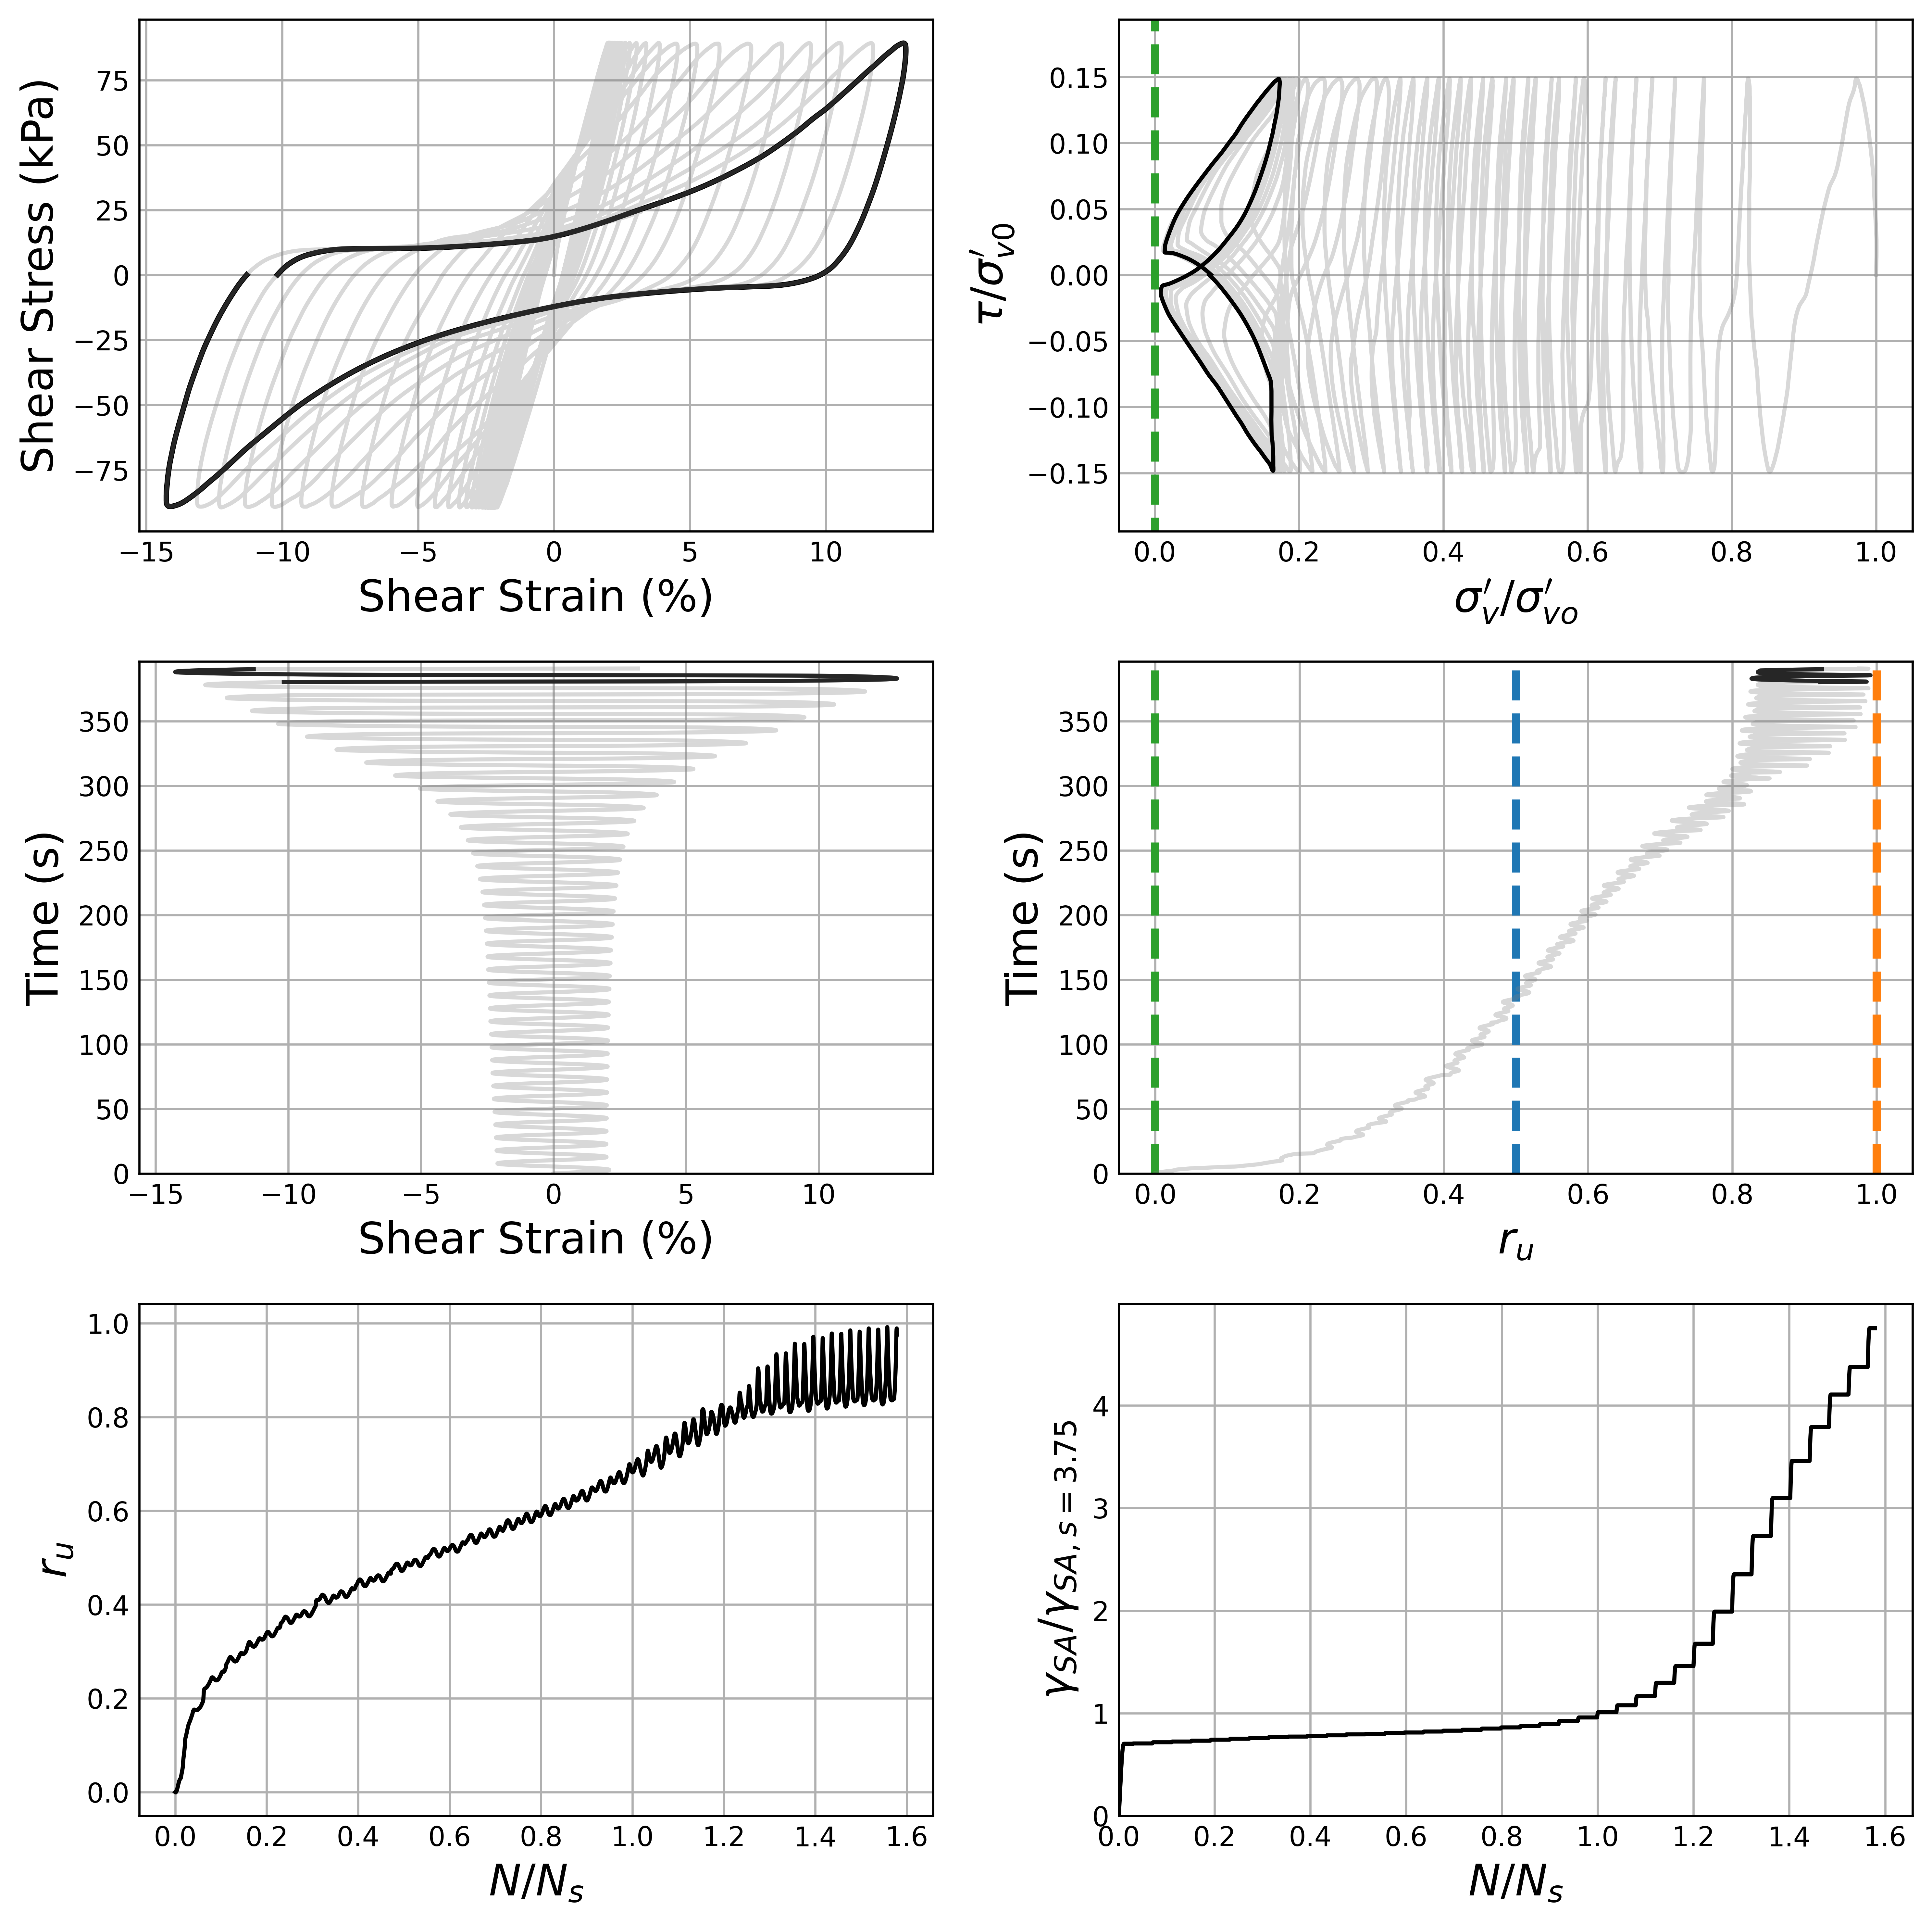 75
50
25
0
−25
−50
−75
Shear Stress (kPa)
−15 −10 −5 0 5 10
Shear Strain (%)
0.15
0.10
0.05
0.00
−0.05
−0.10
−0.15
τ/σ′v0
0.0 0.2 0.4 0.6 0.8 1.0
σ′v/σ′vo
350
300
250
200
150
100
50
0
Time (s)
−15 −10 −5 0 5 10
Shear Strain (%)
350
300
250
200
150
100
50
0
Time (s)
0.0 0.2 0.4 0.6 0.8 1.0
ru
1.0
0.8
0.6
0.4
0.2
0.0
ru
0.0 0.2 0.4 0.6 0.8 1.0 1.2 1.4 1.6
N/Ns
4
3
2
1
0
γSA/γSA, s = 3.75
0.0 0.2 0.4 0.6 0.8 1.0 1.2 1.4 1.6
N/Ns